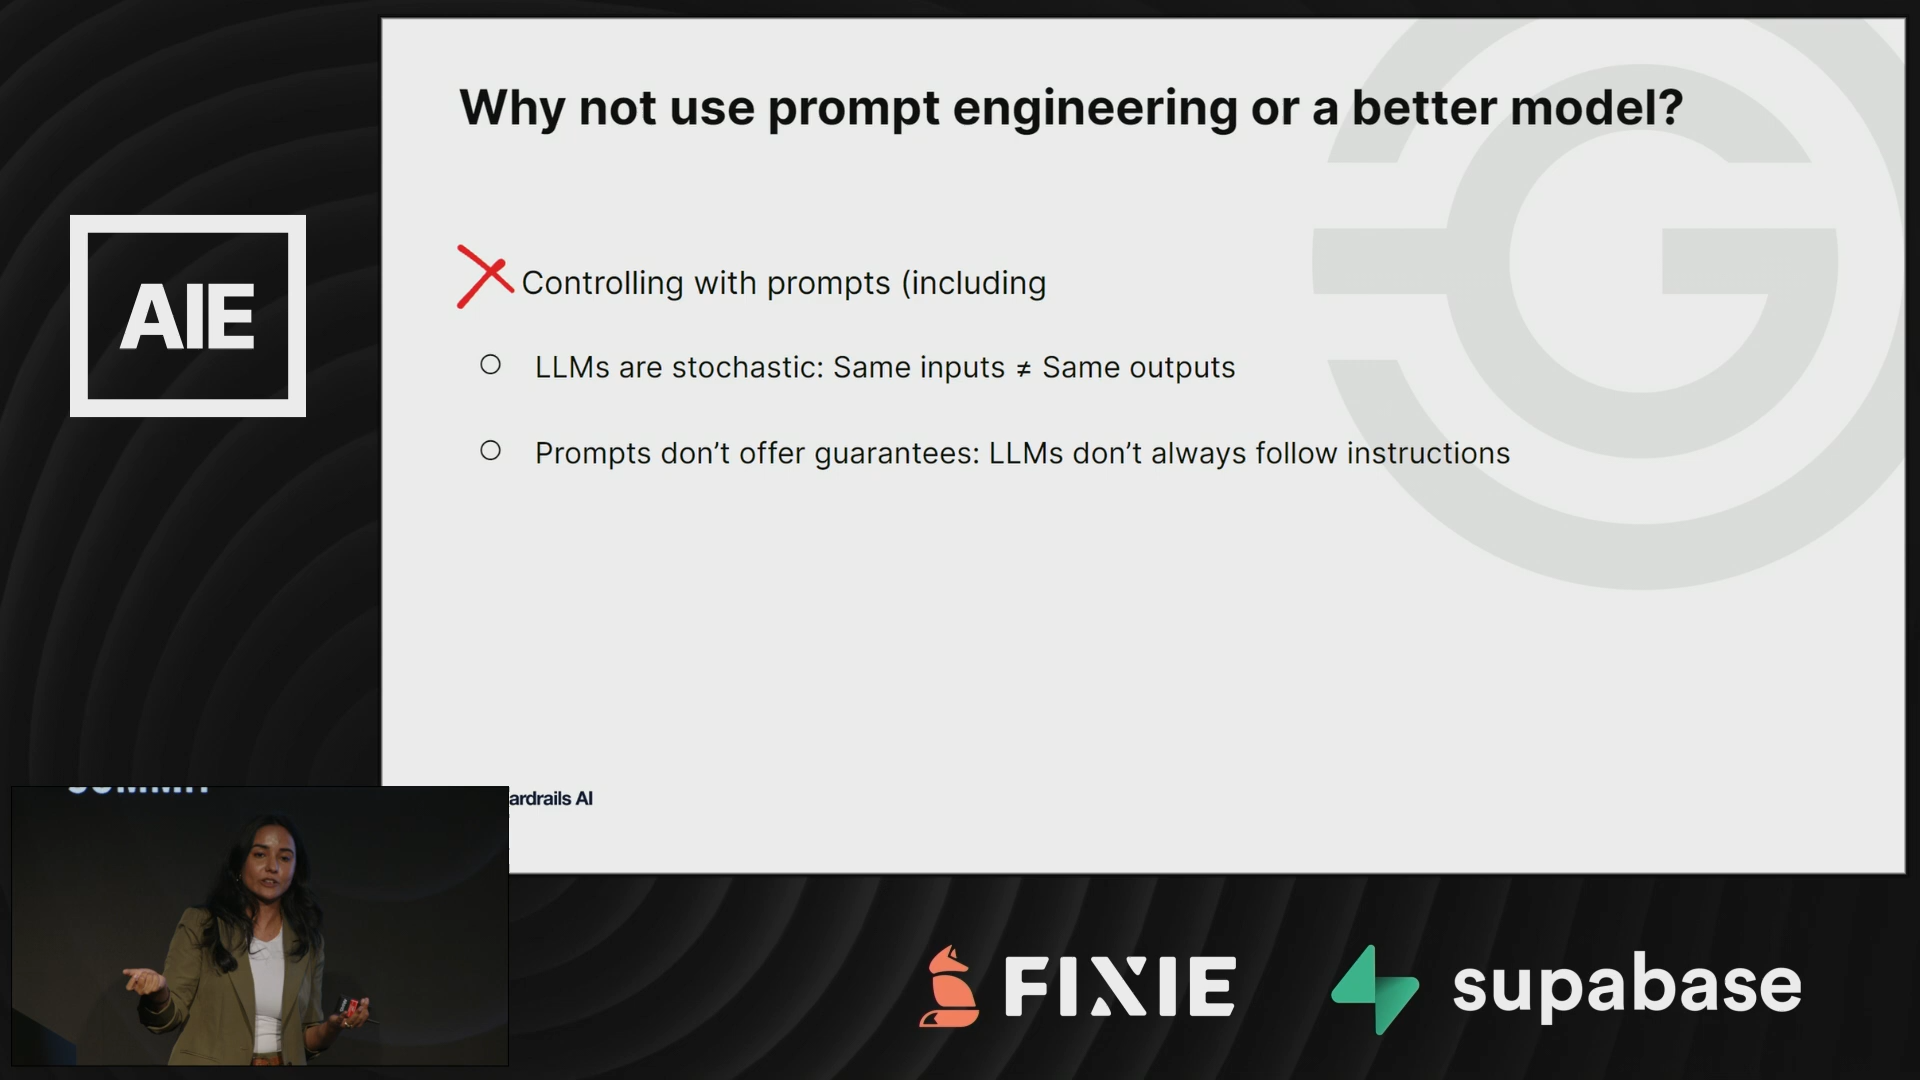 Why not use prompt engineering or a better model?
AIE
Controlling with prompts (including
LLMs are stochastic: Same inputs ≠ Same outputs
Prompts don’t offer guarantees: LLMs don’t always follow instructions
ardrails AI
FIXIE
supabase